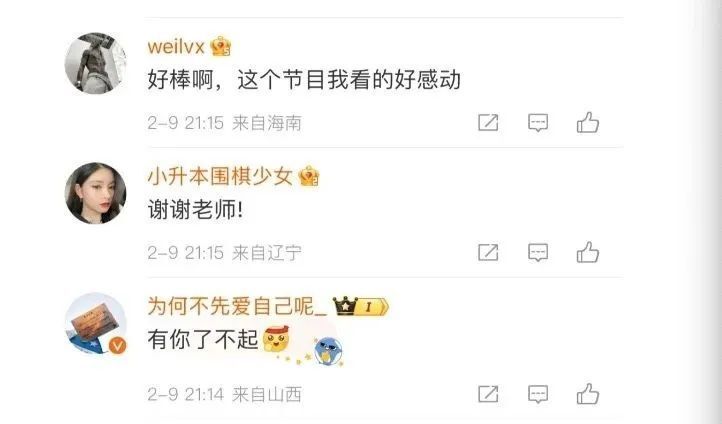 weilvx
好棒啊，这个节目我看的好感动
2-9 21:15 来自海南
小升本围棋少女
谢谢老师!
2-9 21:15 来自辽宁
为何不先爱自己呢_ I
有你了不起
2-9 21:14 来自山西